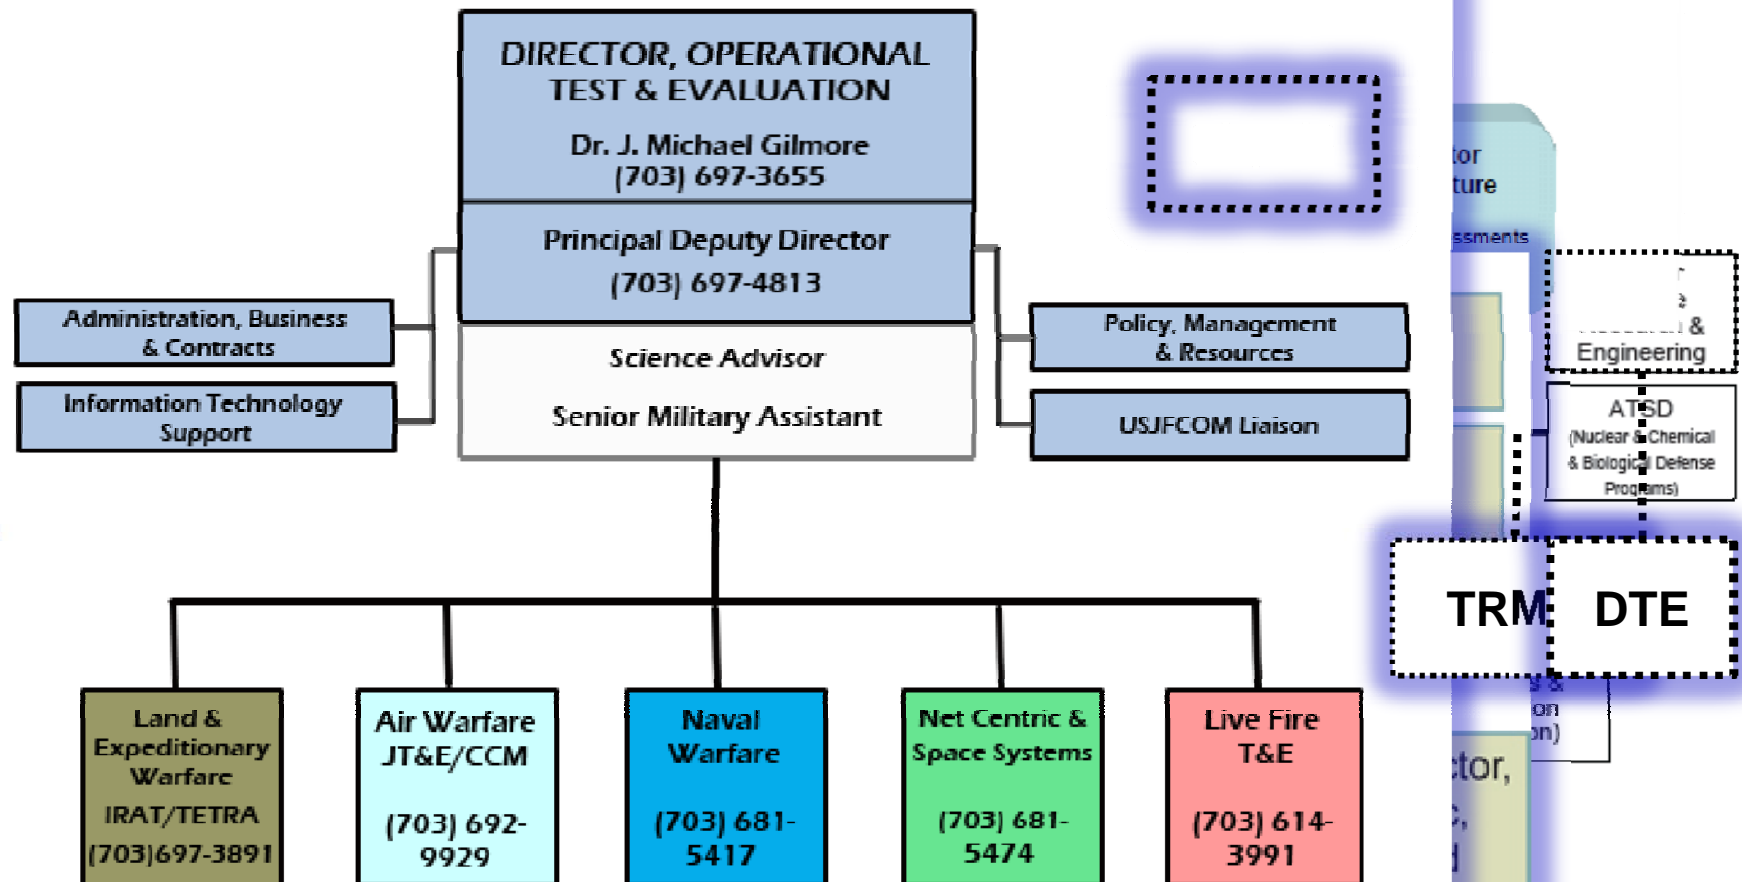 DIRECTOR, OPERATIONAL
TEST & EVALUATION
Dr. J. Michael Gilmore
(703) 697-3655
Principal Deputy Director
(703) 697-4813
Science Advisor
Senior Military Assistant
Administration, Business
& Contracts
Information Technology
Support
Policy, Management
& Resources
USJFCOM Liaison
Land &
Expeditionary
Warfare
IRAT/TETRA
(703)697-3891
Air Warfare
JT&E/CCM
(703) 692-
9929
Naval
Warfare
(703) 681-
5417
Net Centric &
Space Systems
(703) 681-
5474
Live Fire
T&E
(703) 614-
3991
tor
ture
ssments
&
Engineering
ATSD
(Nuclear & Chemical
& Biological Defense
Programs)
TRM
DTE
&
on
on)
ctor,